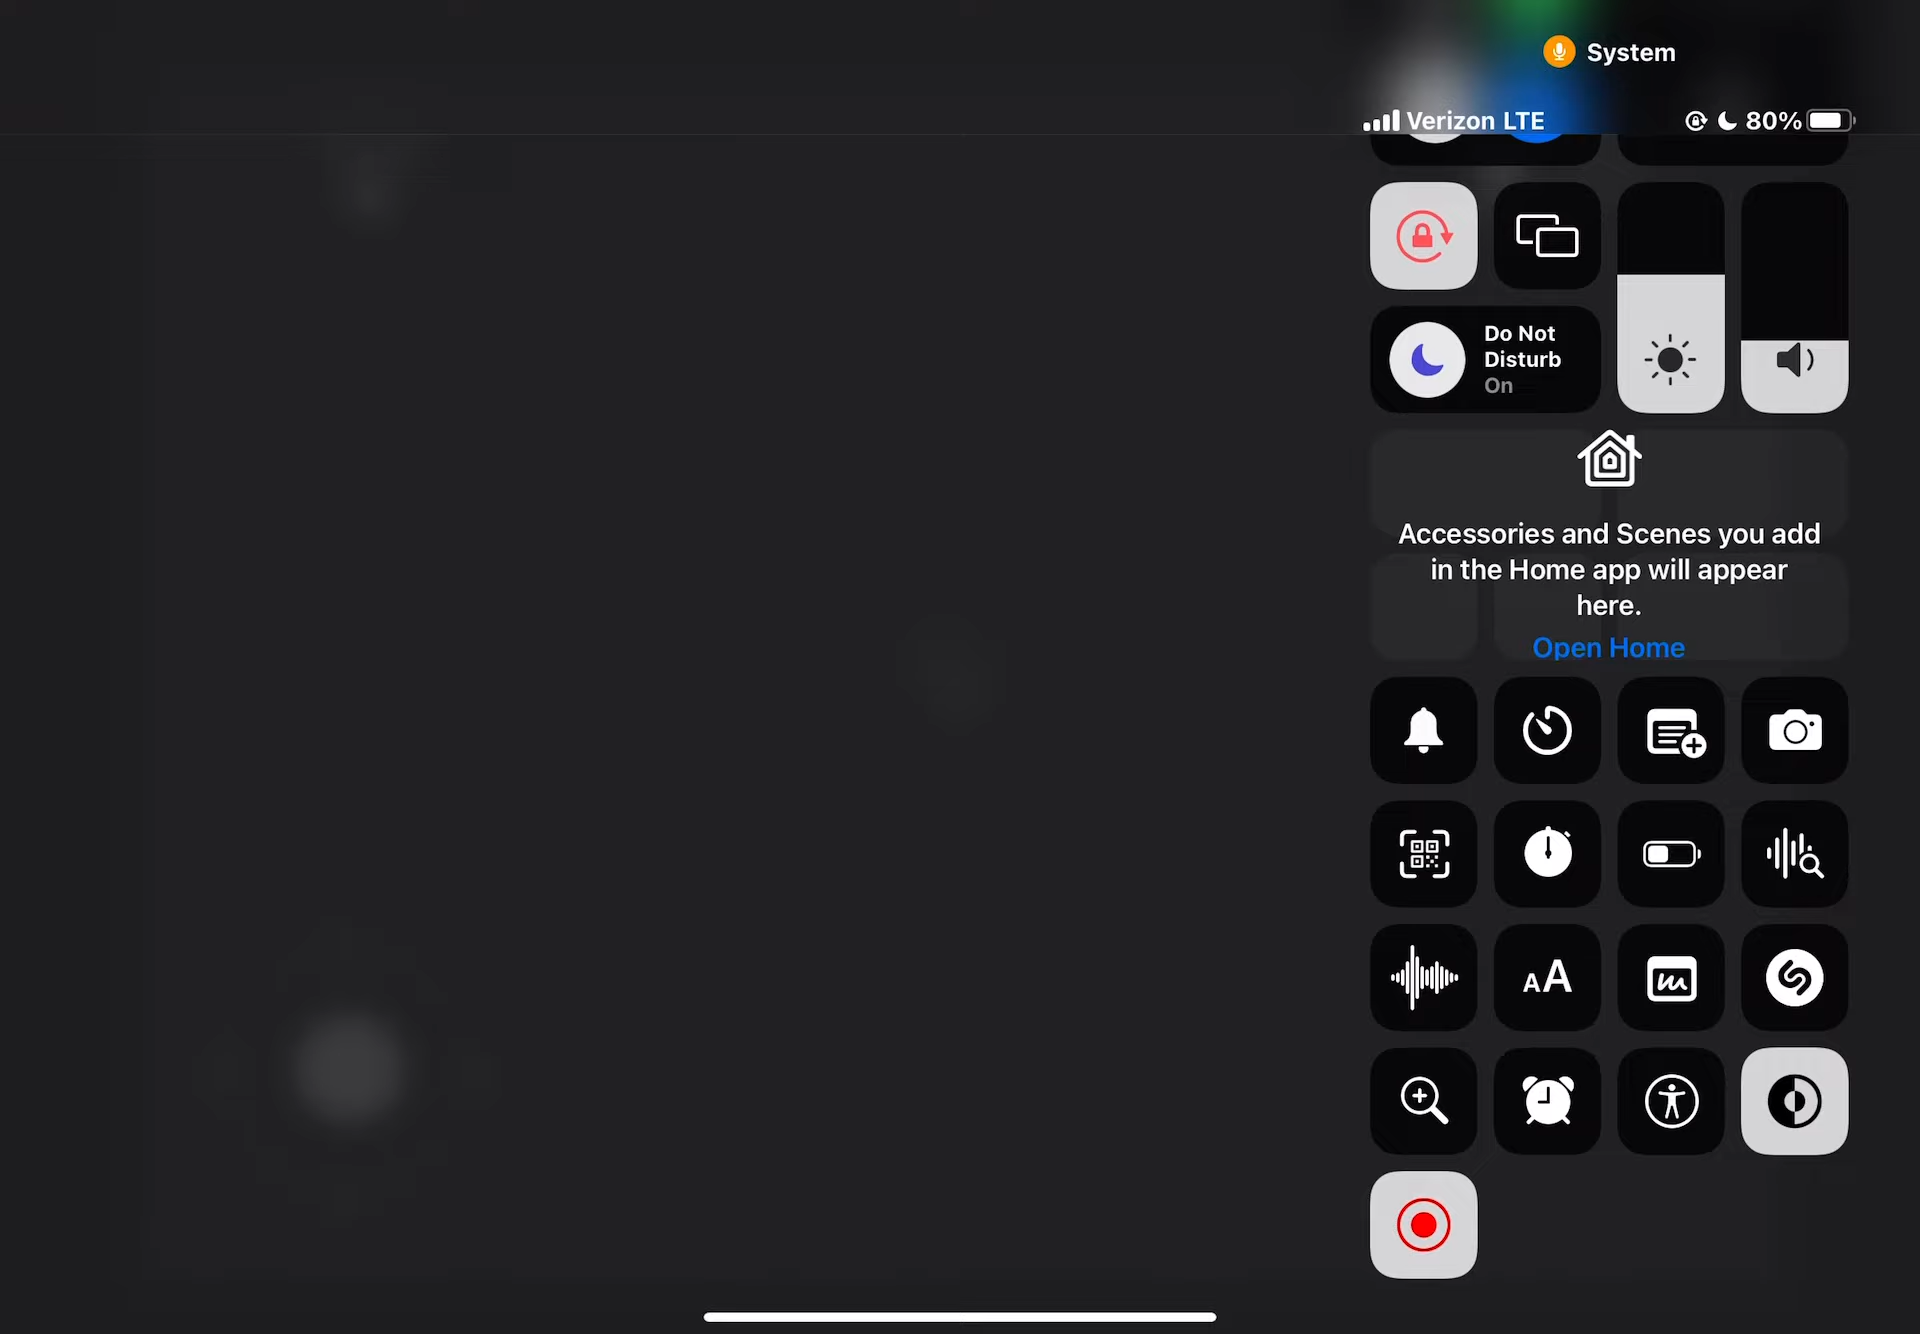 System
Verizon LTE
80%
Do Not
Disturb
On
Accessories and Scenes you add
in the Home app will appear
here.
Open Home
AA